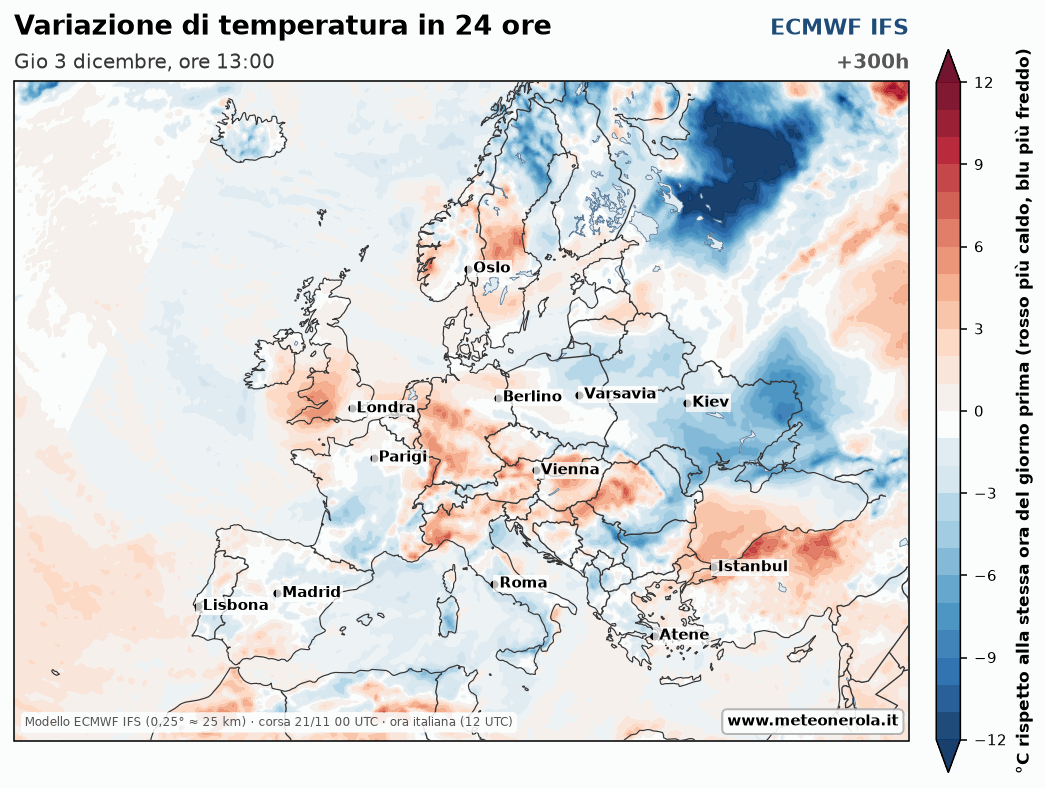 Variazione di temperatura in 24 ore
ECMWF IFS
Gio 3 dicembre, ore 13:00
+300h
Oslo
Londra
Berlino
Varsavia
Kiev
Parigi
Vienna
Istanbul
Roma
Madrid
Lisbona
Atene
Modello ECMWF IFS (0,25° ≈ 25 km) · corsa 21/11 00 UTC · ora italiana (12 UTC)
www.meteonerola.it
12
9
6
3
0
−3
−6
−9
−12
°C rispetto alla stessa ora del giorno prima (rosso più caldo, blu più freddo)